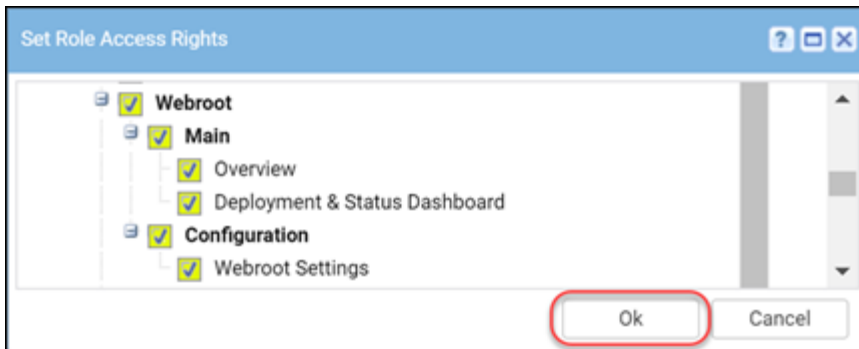 Set Role Access Rights
Webroot
Main
Overview
Deployment & Status Dashboard
Configuration
Webroot Settings
Ok Cancel